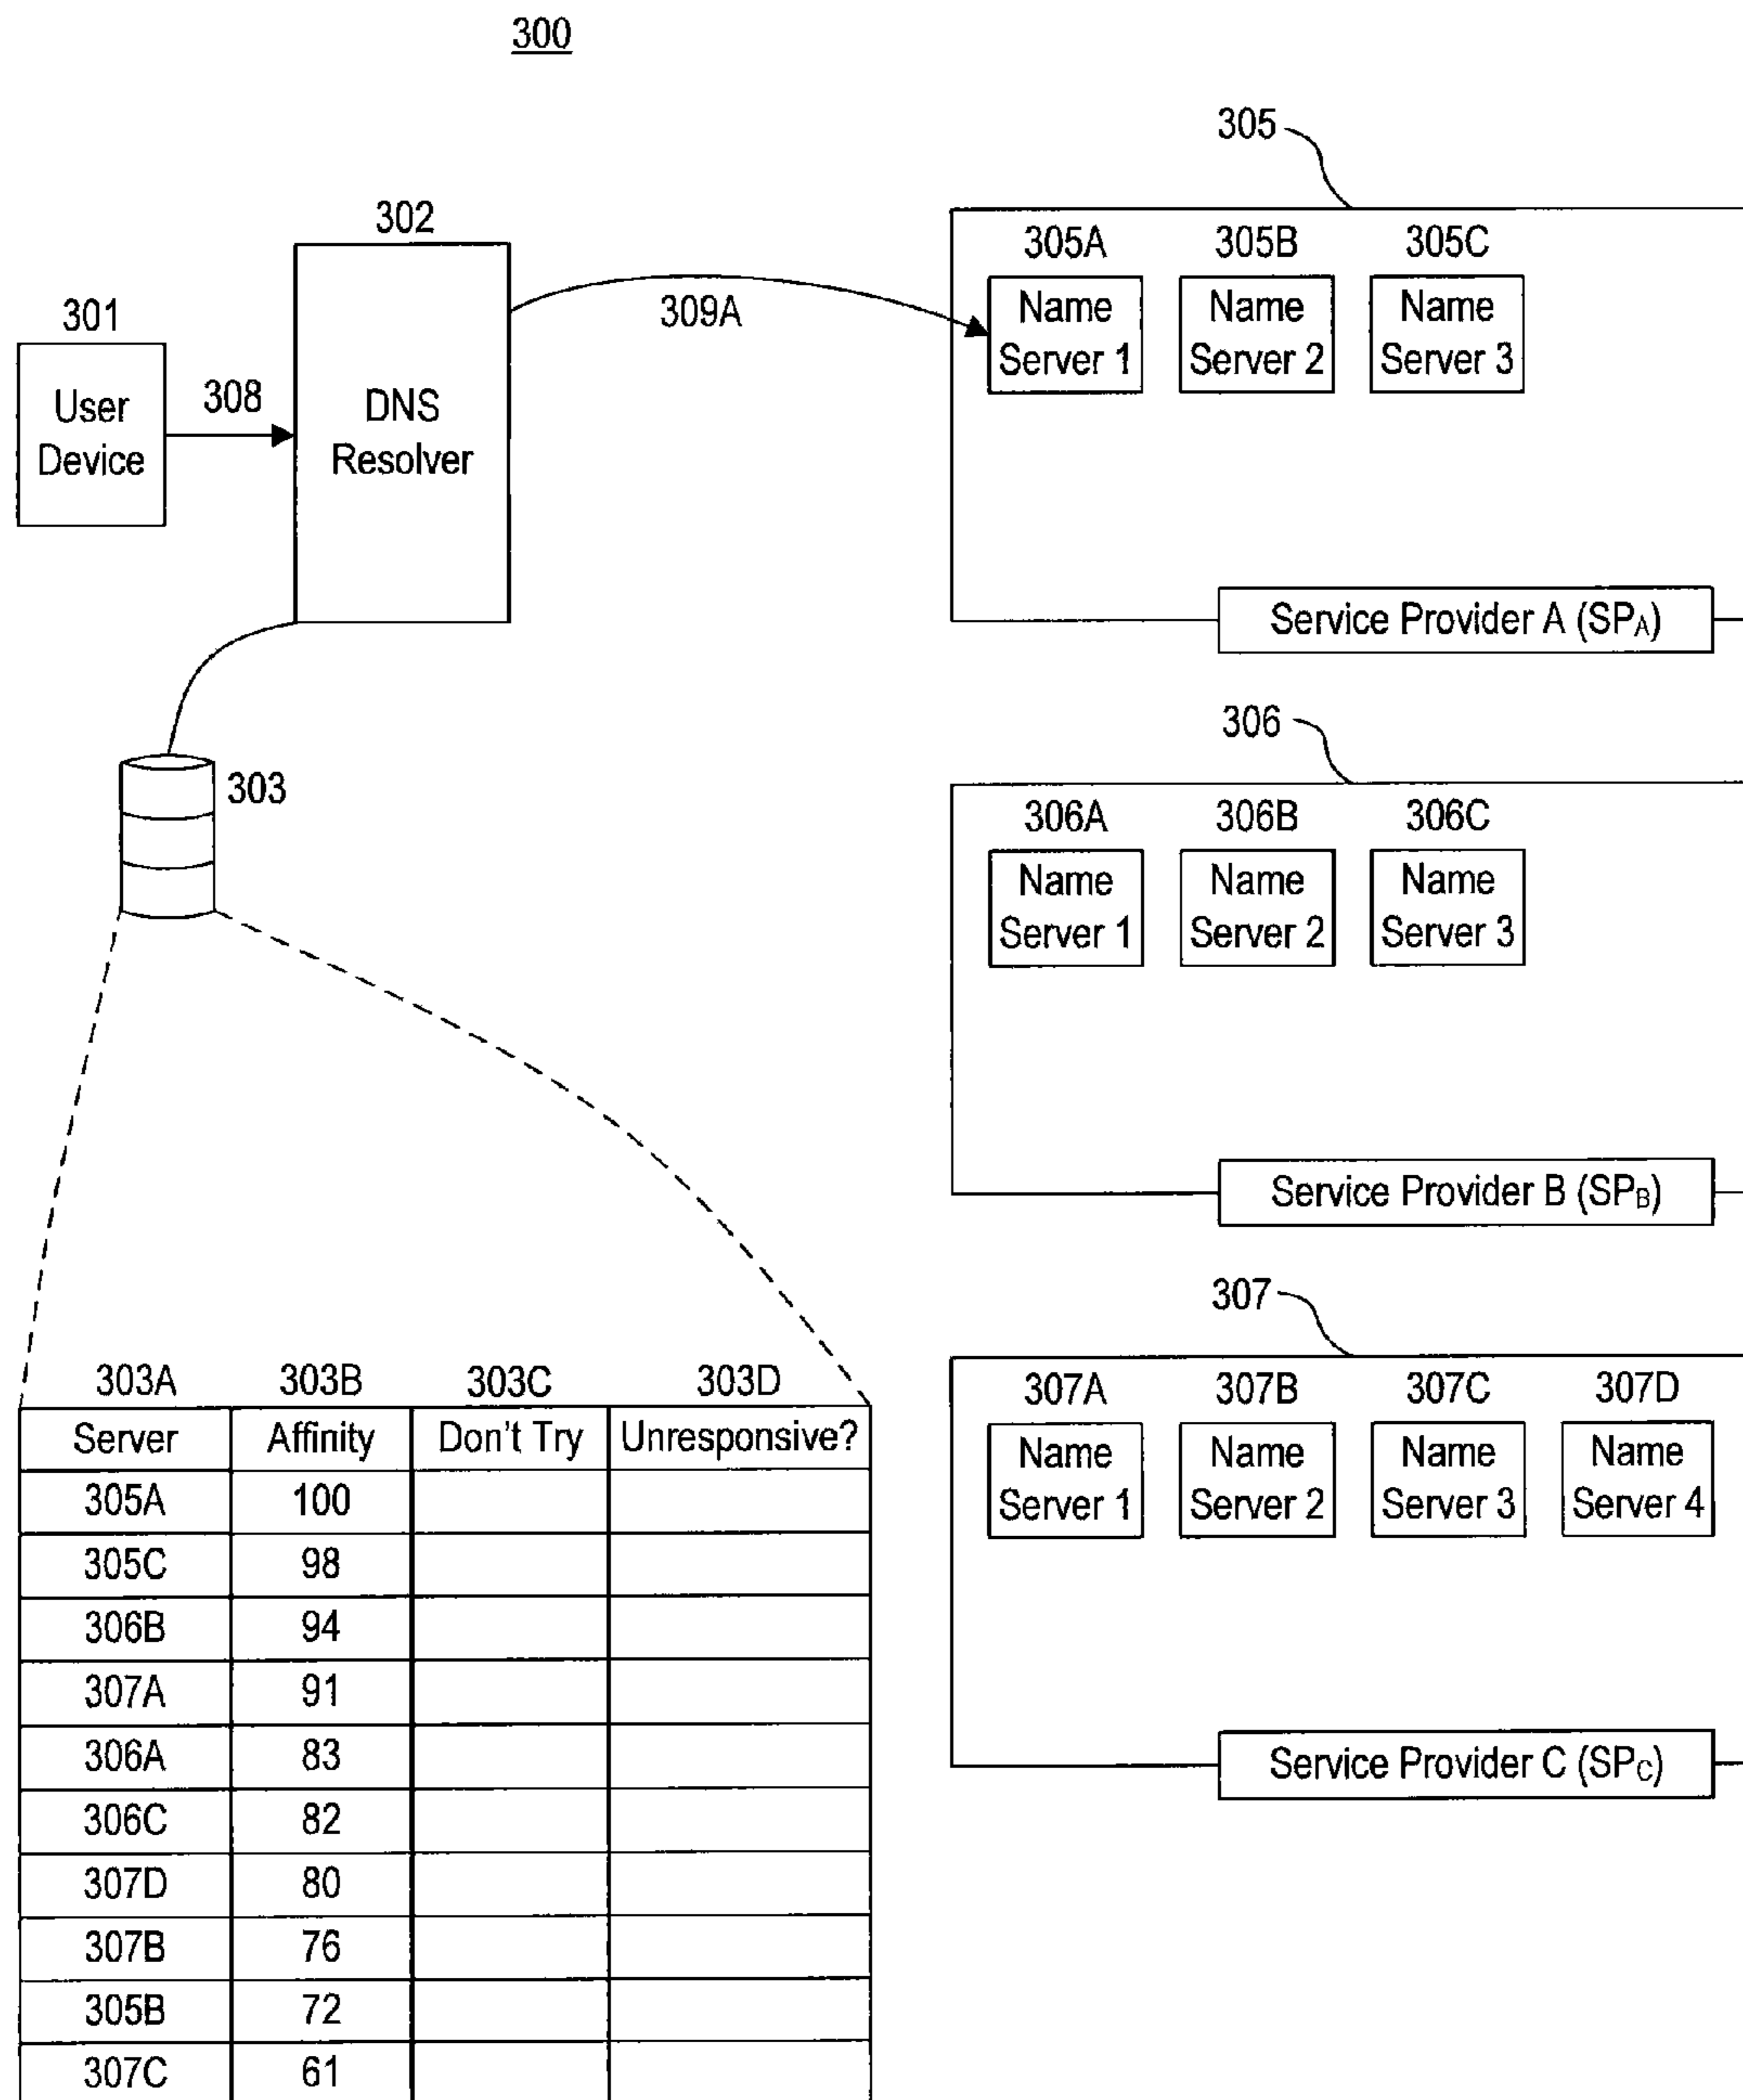 300
305
302
305A 305B 305C
301
309A
Name Server 1
Name Server 2
Name Server 3
User Device
308
DNS Resolver
Service Provider A (SPA)
306
303
306A 306B 306C
Name Server 1
Name Server 2
Name Server 3
Service Provider B (SPB)
307
303A 303B 303C 303D
307A 307B 307C 307D
Name Server 1
Name Server 2
Name Server 3
Name Server 4
Service Provider C (SPC)
Server Affinity Don't Try Unresponsive?
305A 100
305C 98
306B 94
307A 91
306A 83
306C 82
307D 80
307B 76
305B 72
307C 61